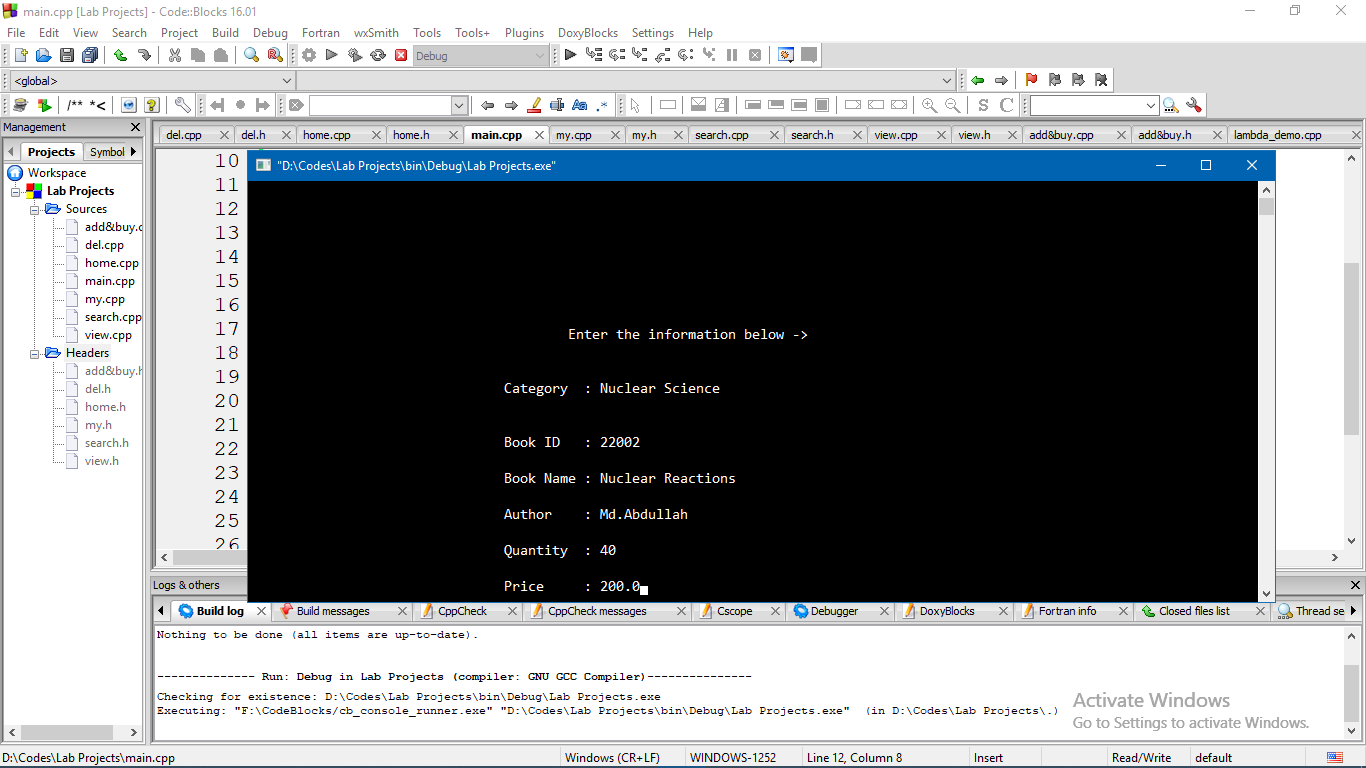 main.cpp [Lab Projects] - Code::Blocks 16.01
File Edit View Search Project Build Debug Fortran wxSmith Tools Tools+ Plugins DoxyBlocks Settings Help
Debug
<global>
/** *< Aa .* S C
Management
Projects Symbol
del.cpp del.h home.cpp home.h main.cpp my.cpp my.h search.cpp search.h view.cpp view.h add&buy.cpp add&buy.h lambda_demo.cpp
Workspace
Lab Projects
Sources
add&buy.c
del.cpp
home.cpp
main.cpp
my.cpp
search.cpp
view.cpp
Headers
add&buy.h
del.h
home.h
my.h
search.h
view.h
10
11
12
13
14
15
16
17
18
19
20
21
22
23
24
25
26
"D:\Codes\Lab Projects\bin\Debug\Lab Projects.exe"
Enter the information below ->
Category : Nuclear Science
Book ID : 22002
Book Name : Nuclear Reactions
Author : Md.Abdullah
Quantity : 40
Price : 200.0
Logs & others
Build log Build messages CppCheck CppCheck messages Cscope Debugger DoxyBlocks Fortran info Closed files list Thread se
Nothing to be done (all items are up-to-date).
-------------- Run: Debug in Lab Projects (compiler: GNU GCC Compiler)---------------
Checking for existence: D:\Codes\Lab Projects\bin\Debug\Lab Projects.exe
Executing: "F:\CodeBlocks/cb_console_runner.exe" "D:\Codes\Lab Projects\bin\Debug\Lab Projects.exe" (in D:\Codes\Lab Projects\.)
Activate Windows
Go to Settings to activate Windows.
D:\Codes\Lab Projects\main.cpp Windows (CR+LF) WINDOWS-1252 Line 12, Column 8 Insert Read/Write default